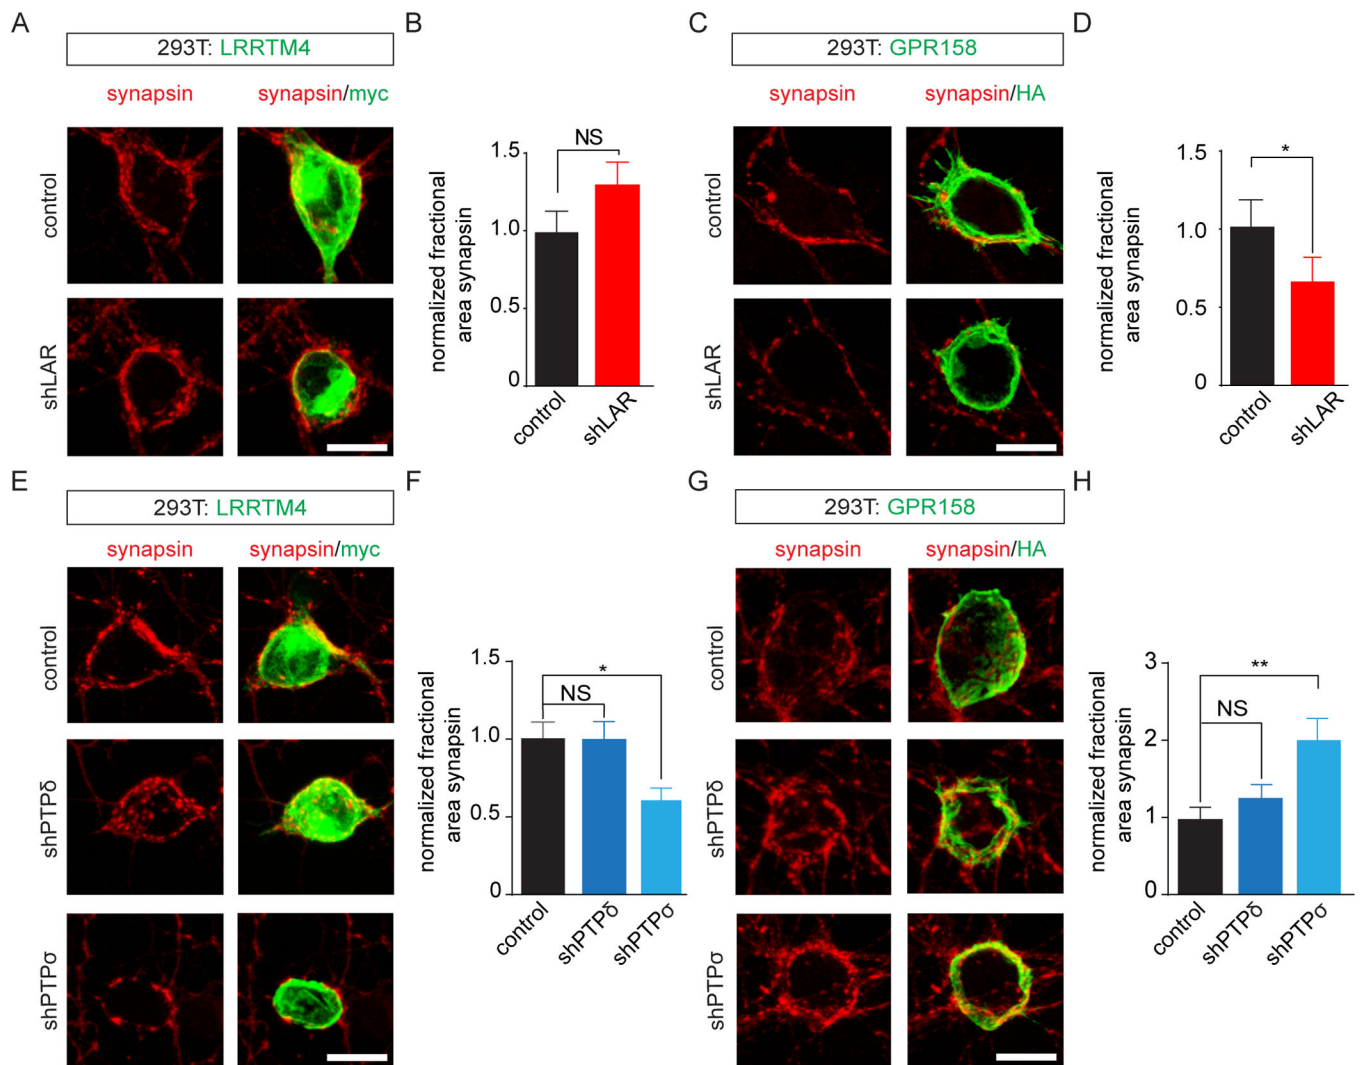 A
293T: LRRTM4
synapsin synapsin/myc
control
shLAR
B
normalized fractional
area synapsin
1.5
1.0
0.5
0
NS
control shLAR
C
293T: GPR158
synapsin synapsin/HA
control
shLAR
D
normalized fractional
area synapsin
1.5
1.0
0.5
0
*
control shLAR
E
293T: LRRTM4
synapsin synapsin/myc
control
shPTPδ
shPTPσ
F
normalized fractional
area synapsin
1.5
1.0
0.5
0
*
NS
control shPTPδ shPTPσ
G
293T: GPR158
synapsin synapsin/HA
control
shPTPδ
shPTPσ
H
normalized fractional
area synapsin
3
2
1
0
**
NS
control shPTPδ shPTPσ